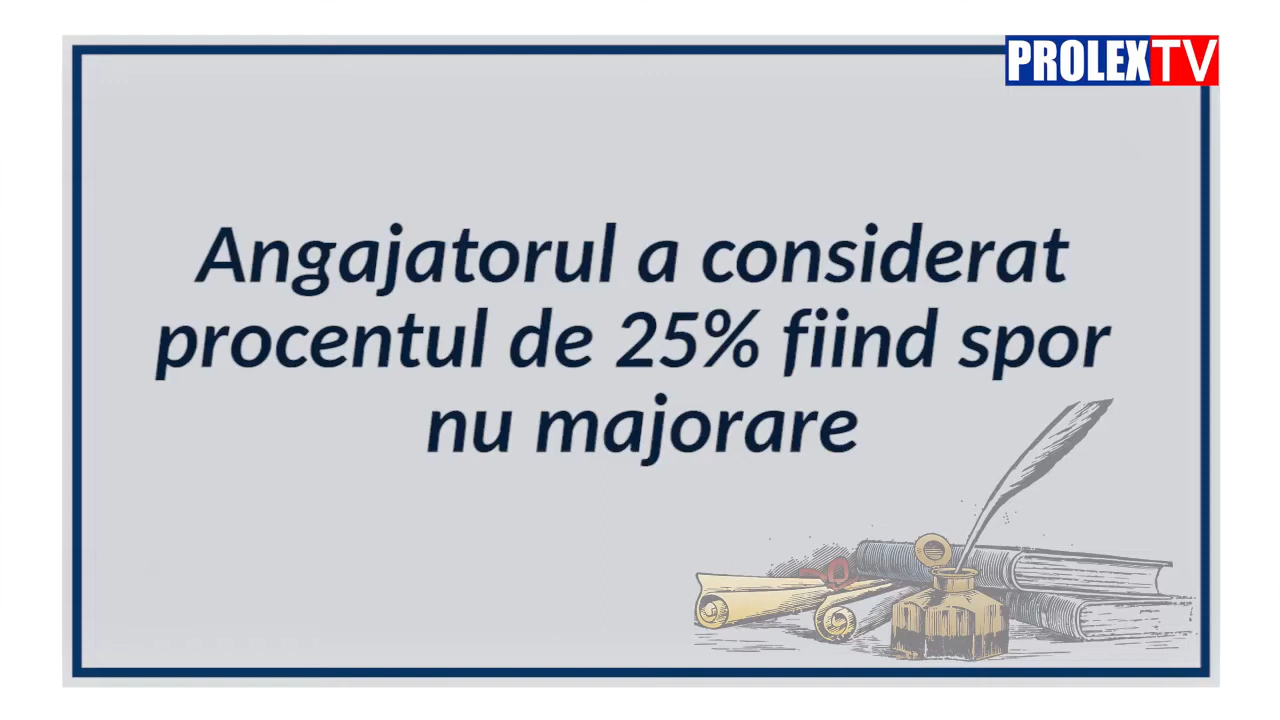 PROLEXTV
Angajatorul a considerat
procentul de 25% fiind spor
nu majorare